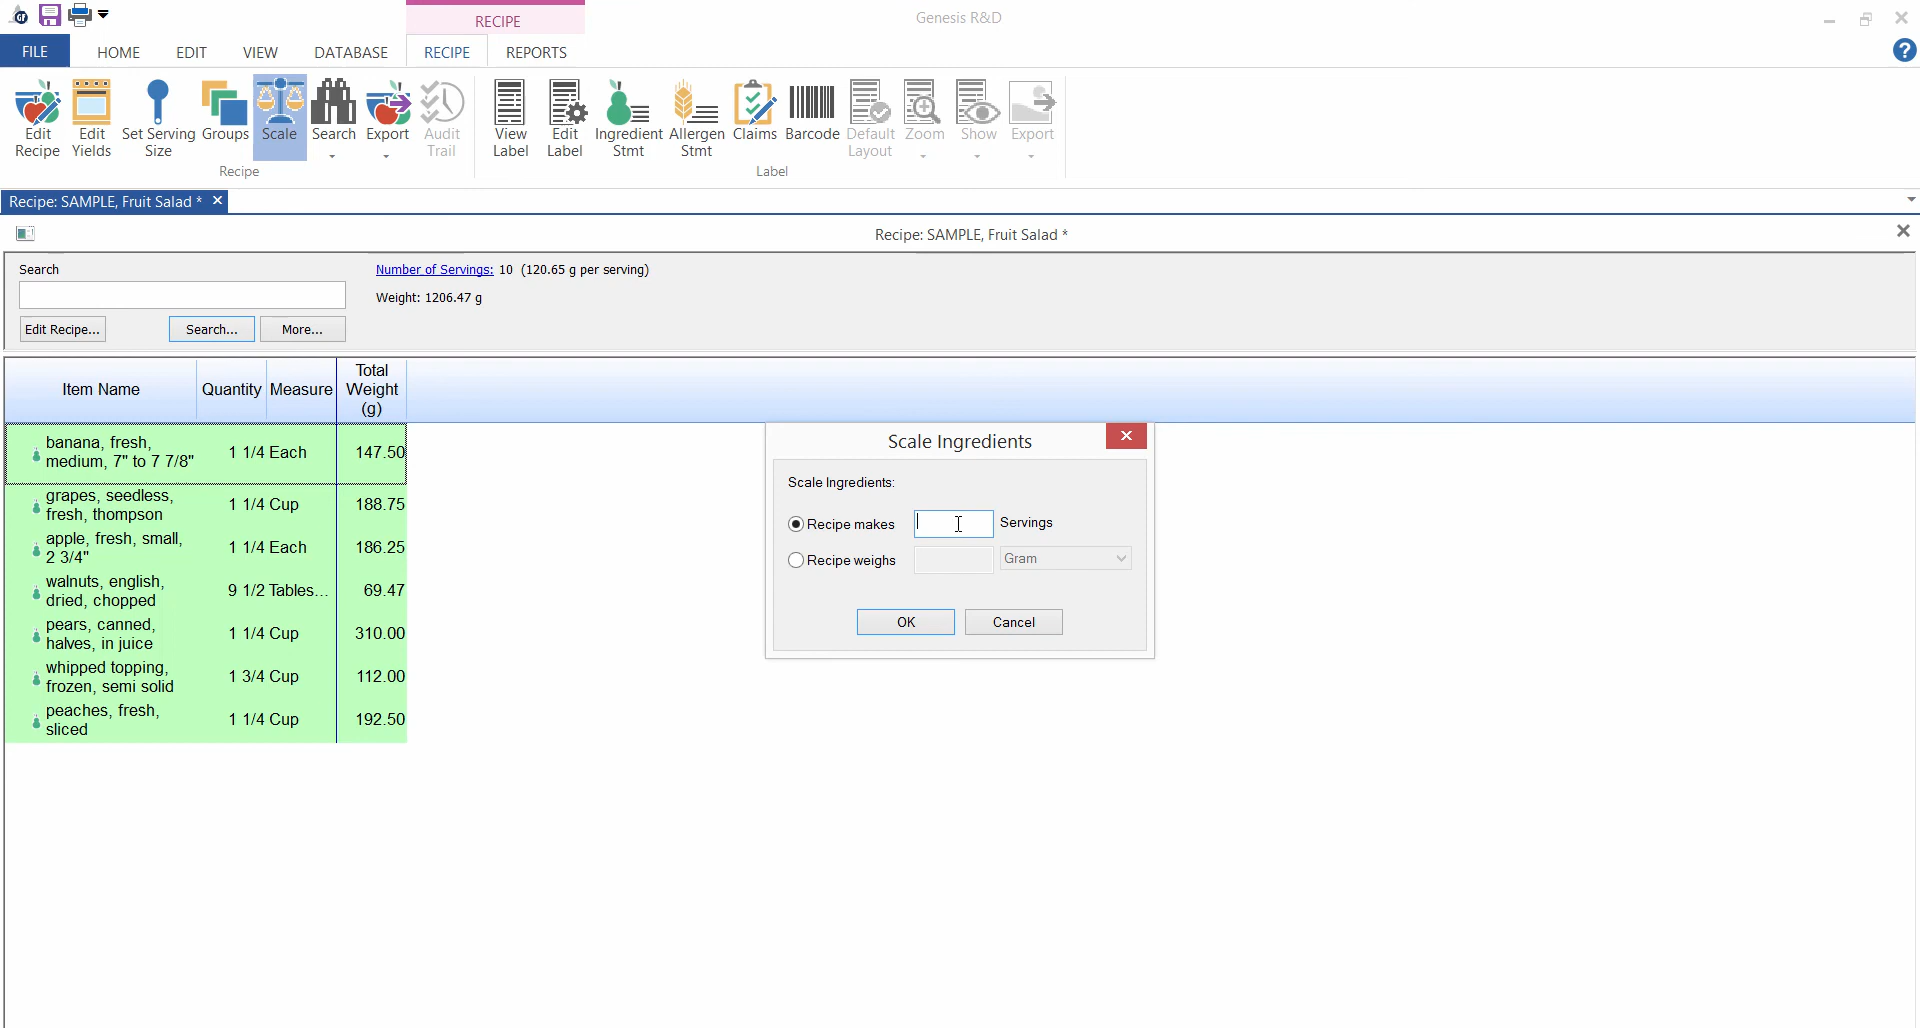 RECIPE
Genesis R&D
FILE HOME EDIT VIEW DATABASE RECIPE REPORTS
Edit Recipe
Edit Yields
Set Serving Size
Groups
Scale
Search
Export
Audit Trail
View Label
Edit Label
Ingredient Stmt
Allergen Stmt
Claims
Barcode
Default Layout
Zoom
Show
Export
Recipe
Label
Recipe: SAMPLE, Fruit Salad *
Recipe: SAMPLE, Fruit Salad *
Search
Number of Servings: 10 (120.65 g per serving)
Weight: 1206.47 g
Edit Recipe... Search... More...
Item Name Quantity Measure Total Weight (g)
banana, fresh, medium, 7" to 7 7/8" 1 1/4 Each 147.50
grapes, seedless, fresh, thompson 1 1/4 Cup 188.75
apple, fresh, small, 2 3/4" 1 1/4 Each 186.25
walnuts, english, dried, chopped 9 1/2 Tables... 69.47
pears, canned, halves, in juice 1 1/4 Cup 310.00
whipped topping, frozen, semi solid 1 3/4 Cup 112.00
peaches, fresh, sliced 1 1/4 Cup 192.50
Scale Ingredients
Scale Ingredients:
Recipe makes Servings
Recipe weighs Gram
OK Cancel